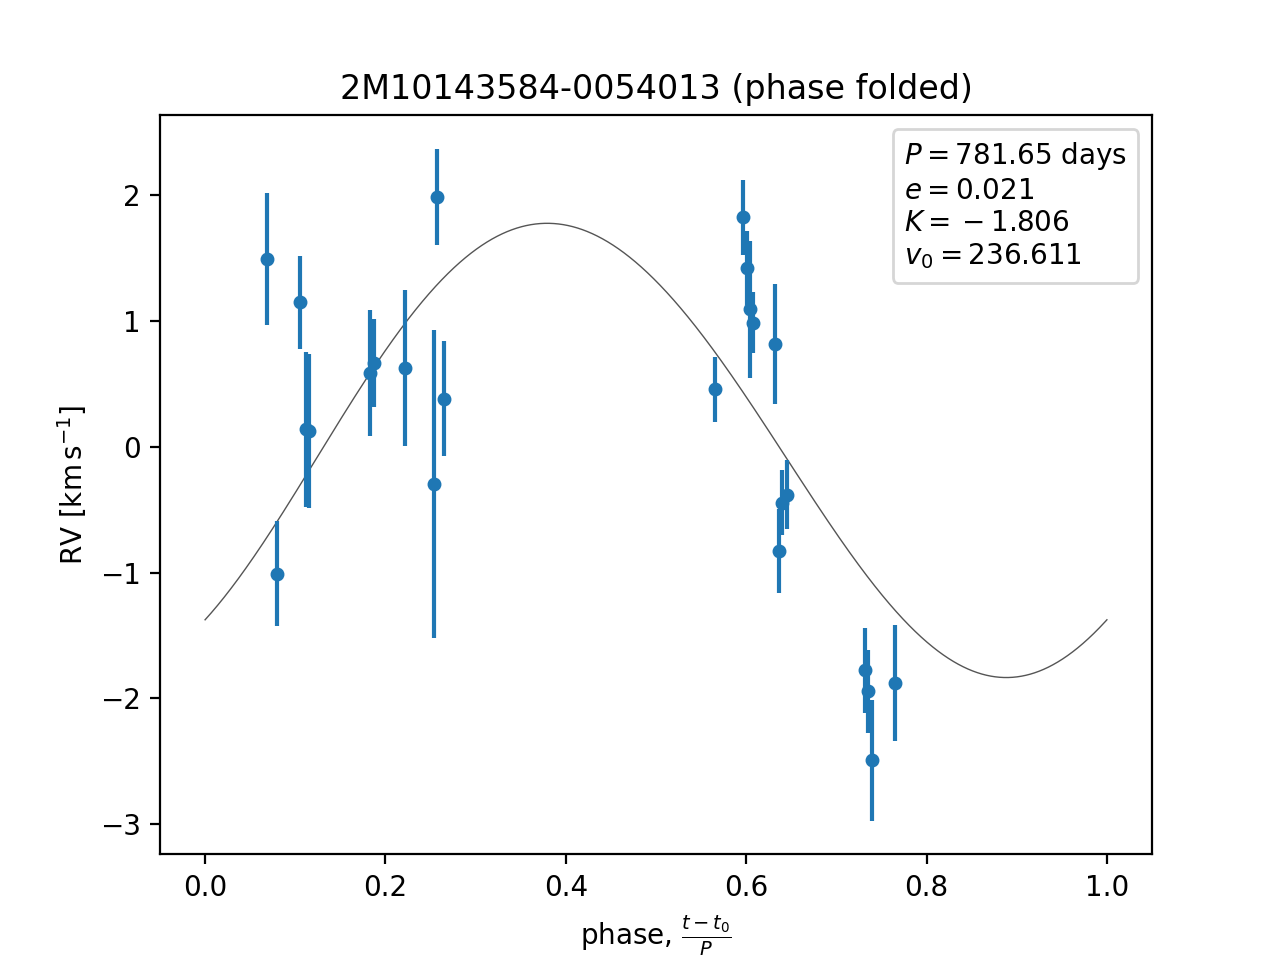 2M10143584-0054013 (phase folded)
P = 781.65 days
e = 0.021
K = −1.806
v₀ = 236.611
RV [km s⁻¹]
2
1
0
−1
−2
−3
0.0 0.2 0.4 0.6 0.8 1.0
phase, (t − t₀)/P